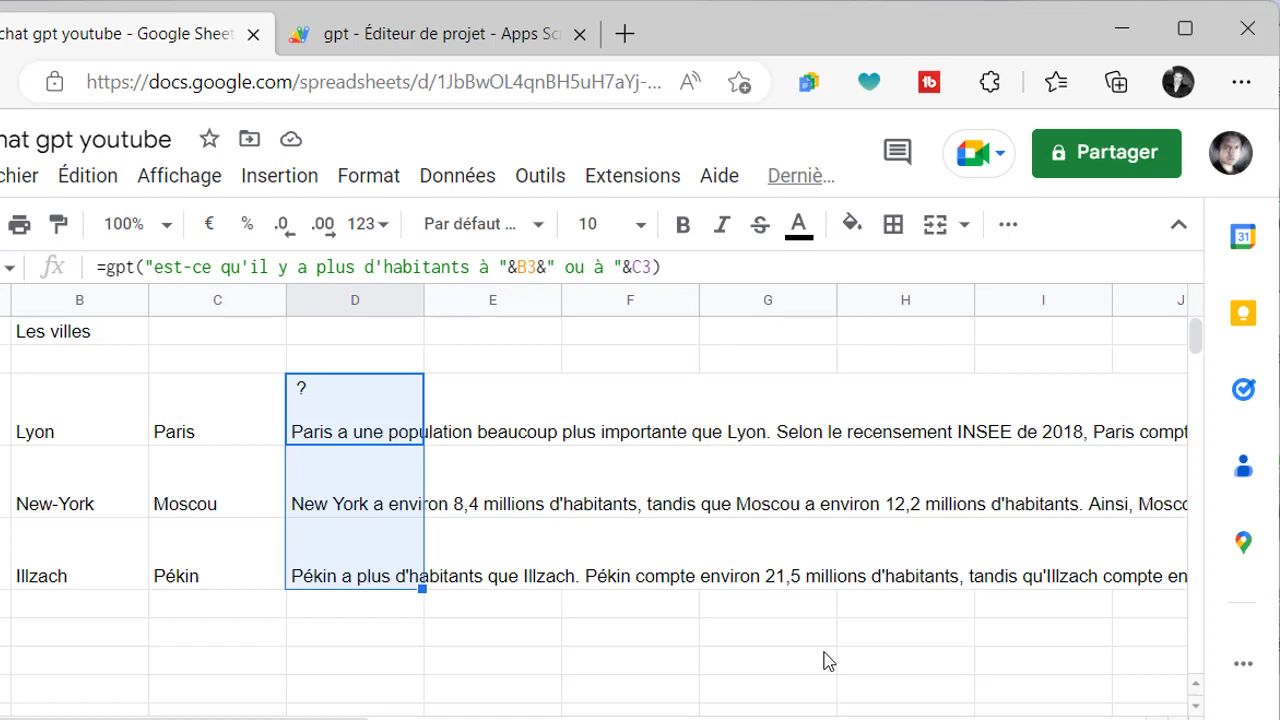 chat gpt youtube - Google Sheet
gpt - Éditeur de projet - Apps Sc
https://docs.google.com/spreadsheets/d/1JbBwOL4qnBH5uH7aYj-...
hat gpt youtube
Partager
chier Édition Affichage Insertion Format Données Outils Extensions Aide Derniè...
100% € % .0 .00 123 Par défaut ... 10 B I S A ...
fx =gpt("est-ce qu'il y a plus d'habitants à "&B3&" ou à "&C3)
B C D E F G H I J
Les villes
?
Lyon Paris Paris a une population beaucoup plus importante que Lyon. Selon le recensement INSEE de 2018, Paris compt
New-York Moscou New York a environ 8,4 millions d'habitants, tandis que Moscou a environ 12,2 millions d'habitants. Ainsi, Mosco
Illzach Pékin Pékin a plus d'habitants que Illzach. Pékin compte environ 21,5 millions d'habitants, tandis qu'Illzach compte en
31